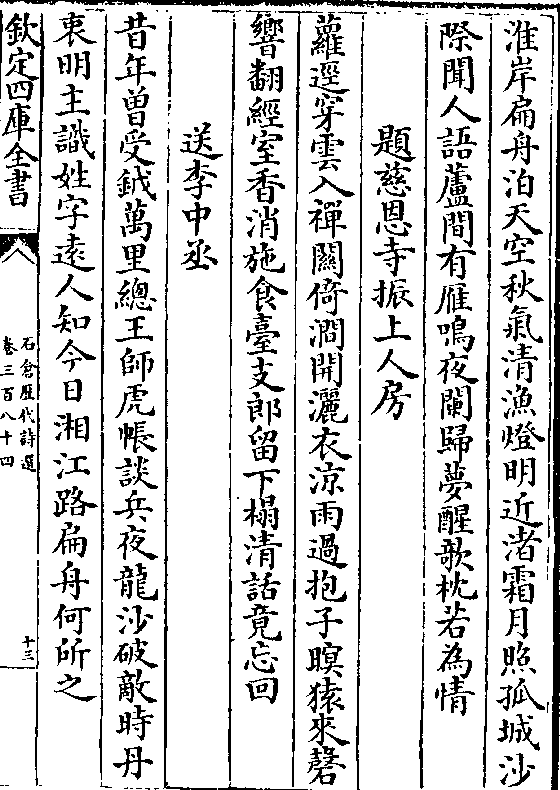 淮岸扁舟泊天空秋氣清漁燈明近渚霜月照孤城沙
際聞人語蘆間有雁鳴夜闌歸夢醒欹枕若為情
題慈恩寺振上人房
蘿逕穿雲入禪關倚澗開灑衣涼雨過抱子暝猿來磬
響翻經室香消施食臺支郎留下榻清話竟忘回
送李中丞
昔年曽受鉞萬里總王師虎帳談兵夜龍沙破敵時丹
衷明主識姓字逺人知今日湘江路扁舟何所之
欽定四庫全書
石倉歴代詩選
卷三百八十四
十三